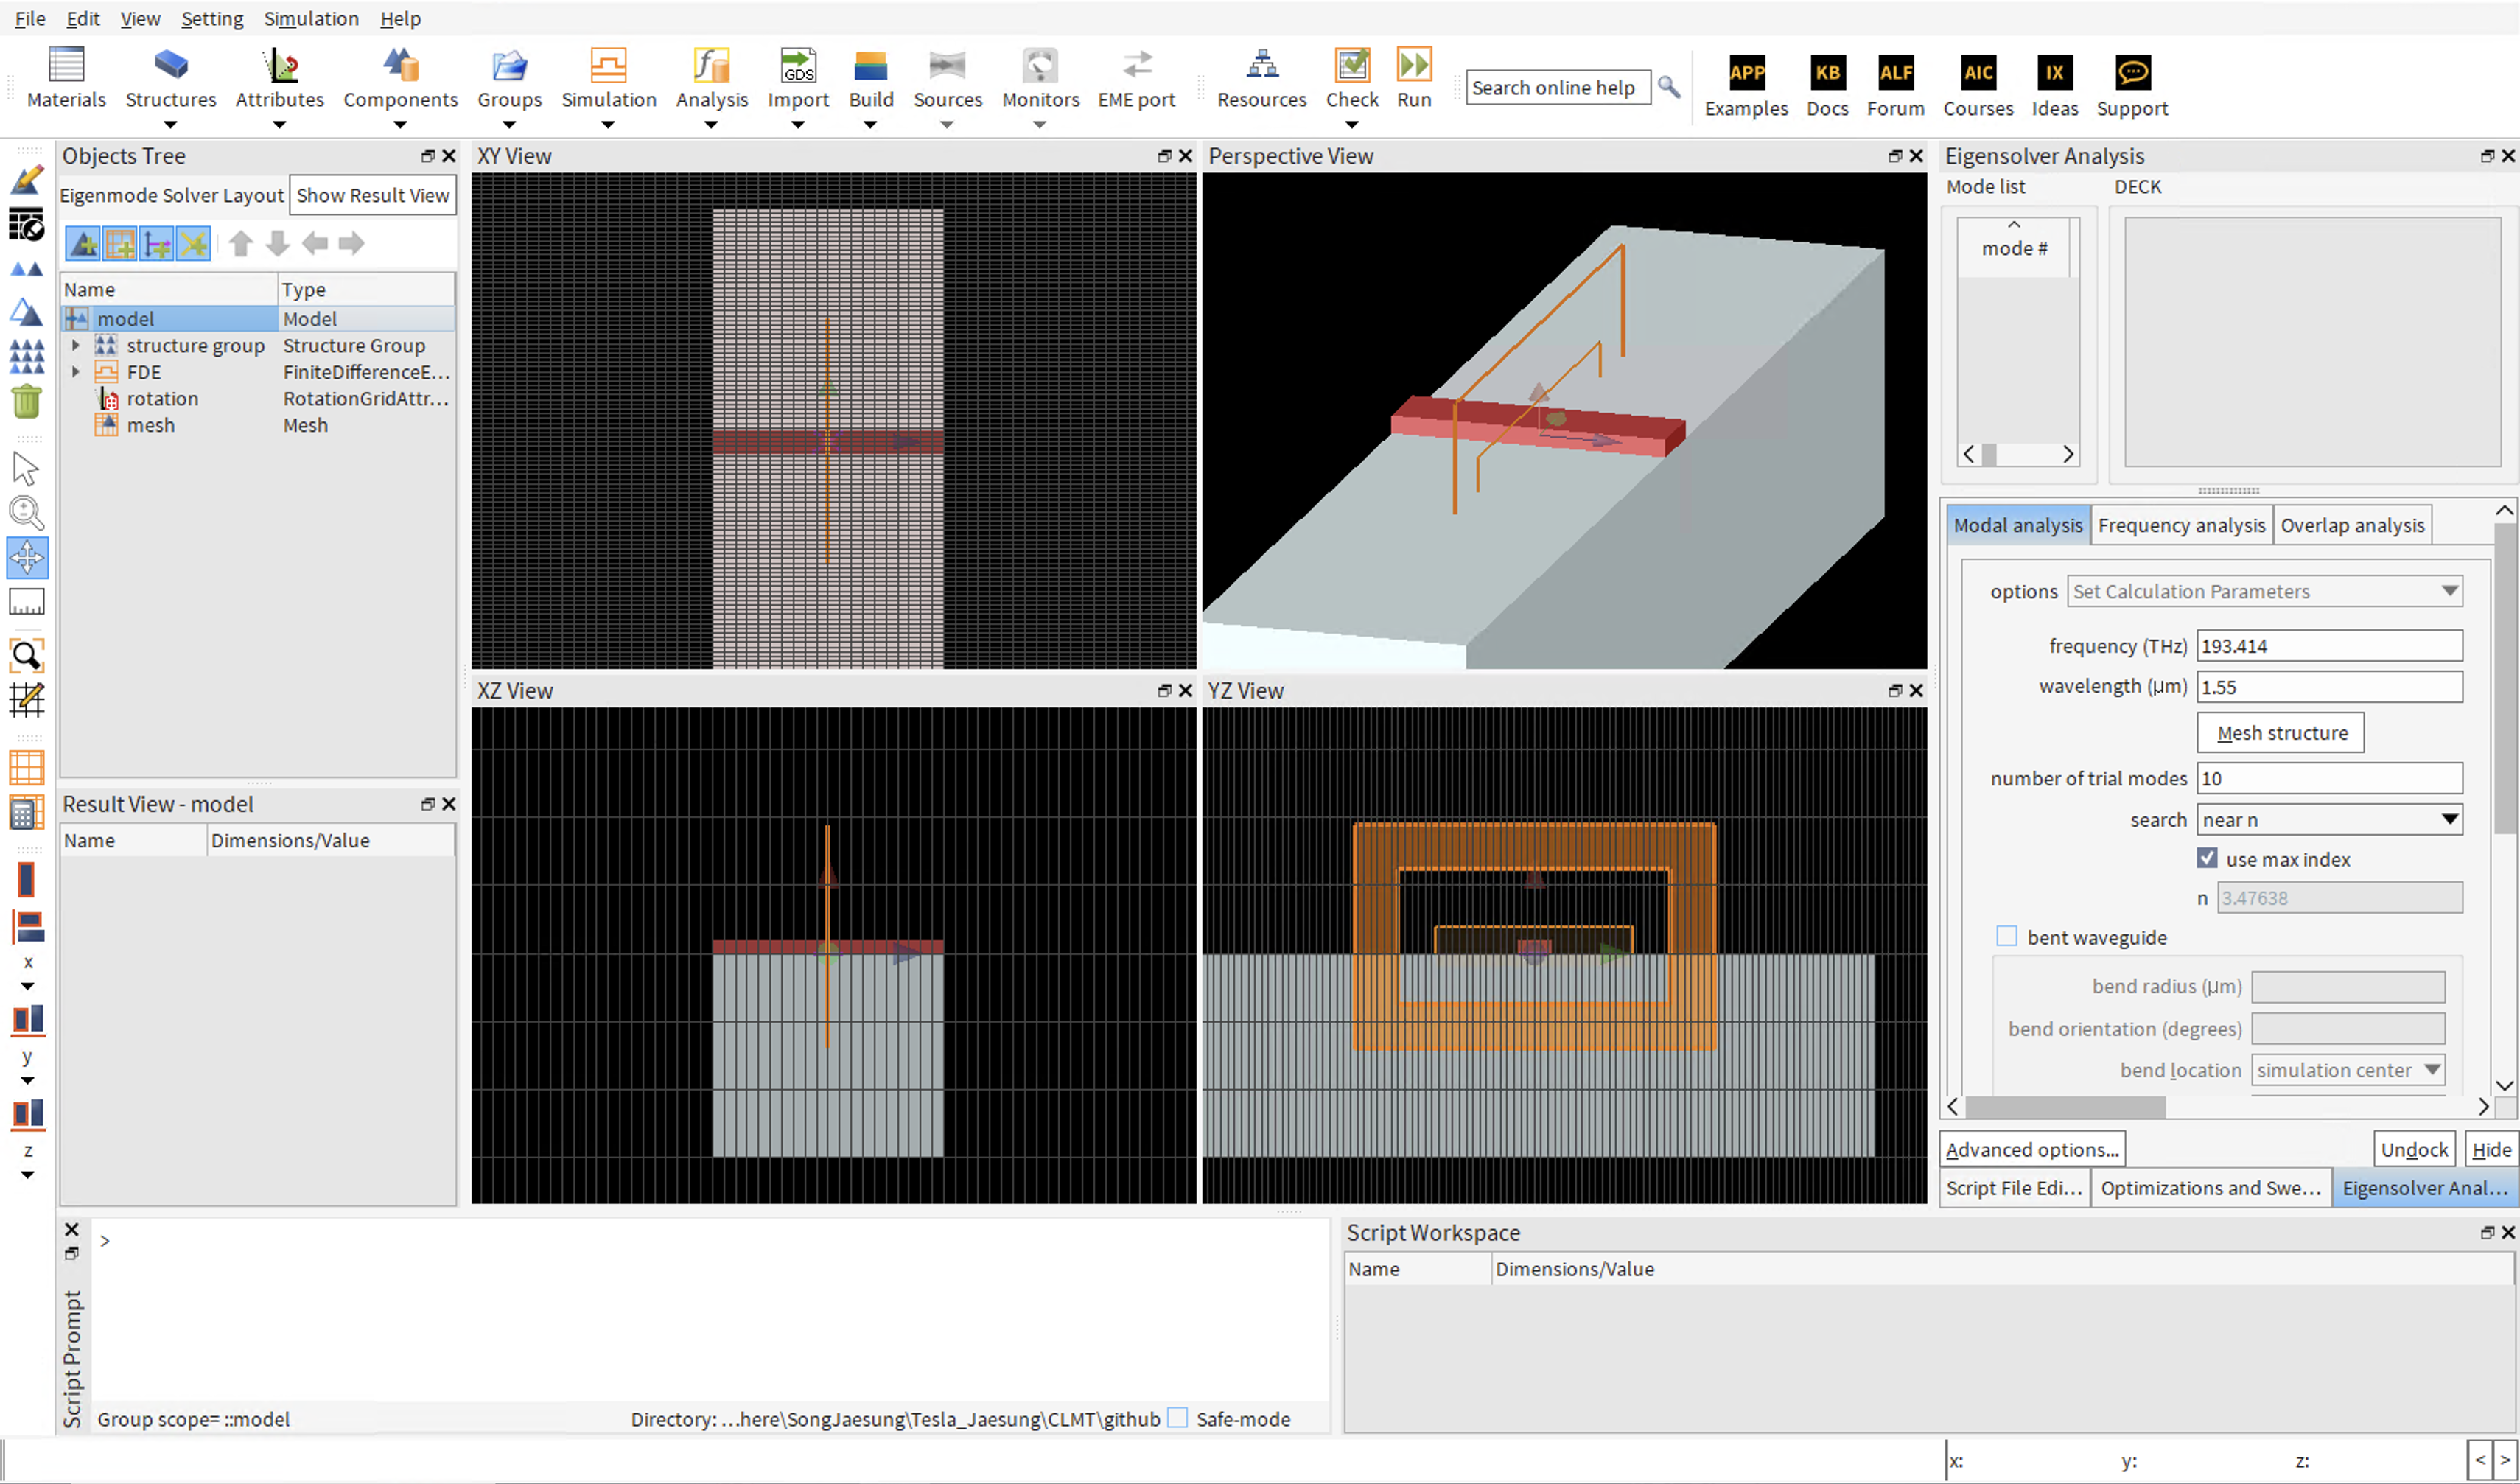 File Edit View Setting Simulation Help
Materials Structures Attributes Components Groups Simulation Analysis Import Build Sources Monitors EME port Resources Check Run
GDS
Search online help
APP KB ALF AIC IX
Examples Docs Forum Courses Ideas Support
Objects Tree
Eigenmode Solver Layout Show Result View
Name Type
model Model
structure group Structure Group
FDE FiniteDifferenceE...
rotation RotationGridAttr...
mesh Mesh
Result View - model
Name Dimensions/Value
x
y
z
XY View
Perspective View
XZ View
YZ View
Eigensolver Analysis
Mode list DECK
mode #
Modal analysis Frequency analysis Overlap analysis
options Set Calculation Parameters
frequency (THz) 193.414
wavelength (μm) 1.55
Mesh structure
number of trial modes 10
search near n
use max index
n 3.47638
bent waveguide
bend radius (μm)
bend orientation (degrees)
bend location simulation center
Advanced options... Undock Hide
Script File Edi... Optimizations and Swe... Eigensolver Anal...
Script Prompt
>
Group scope= ::model Directory: ...here\SongJaesung\Tesla_Jaesung\CLMT\github Safe-mode
Script Workspace
Name Dimensions/Value
x: y: z: < >